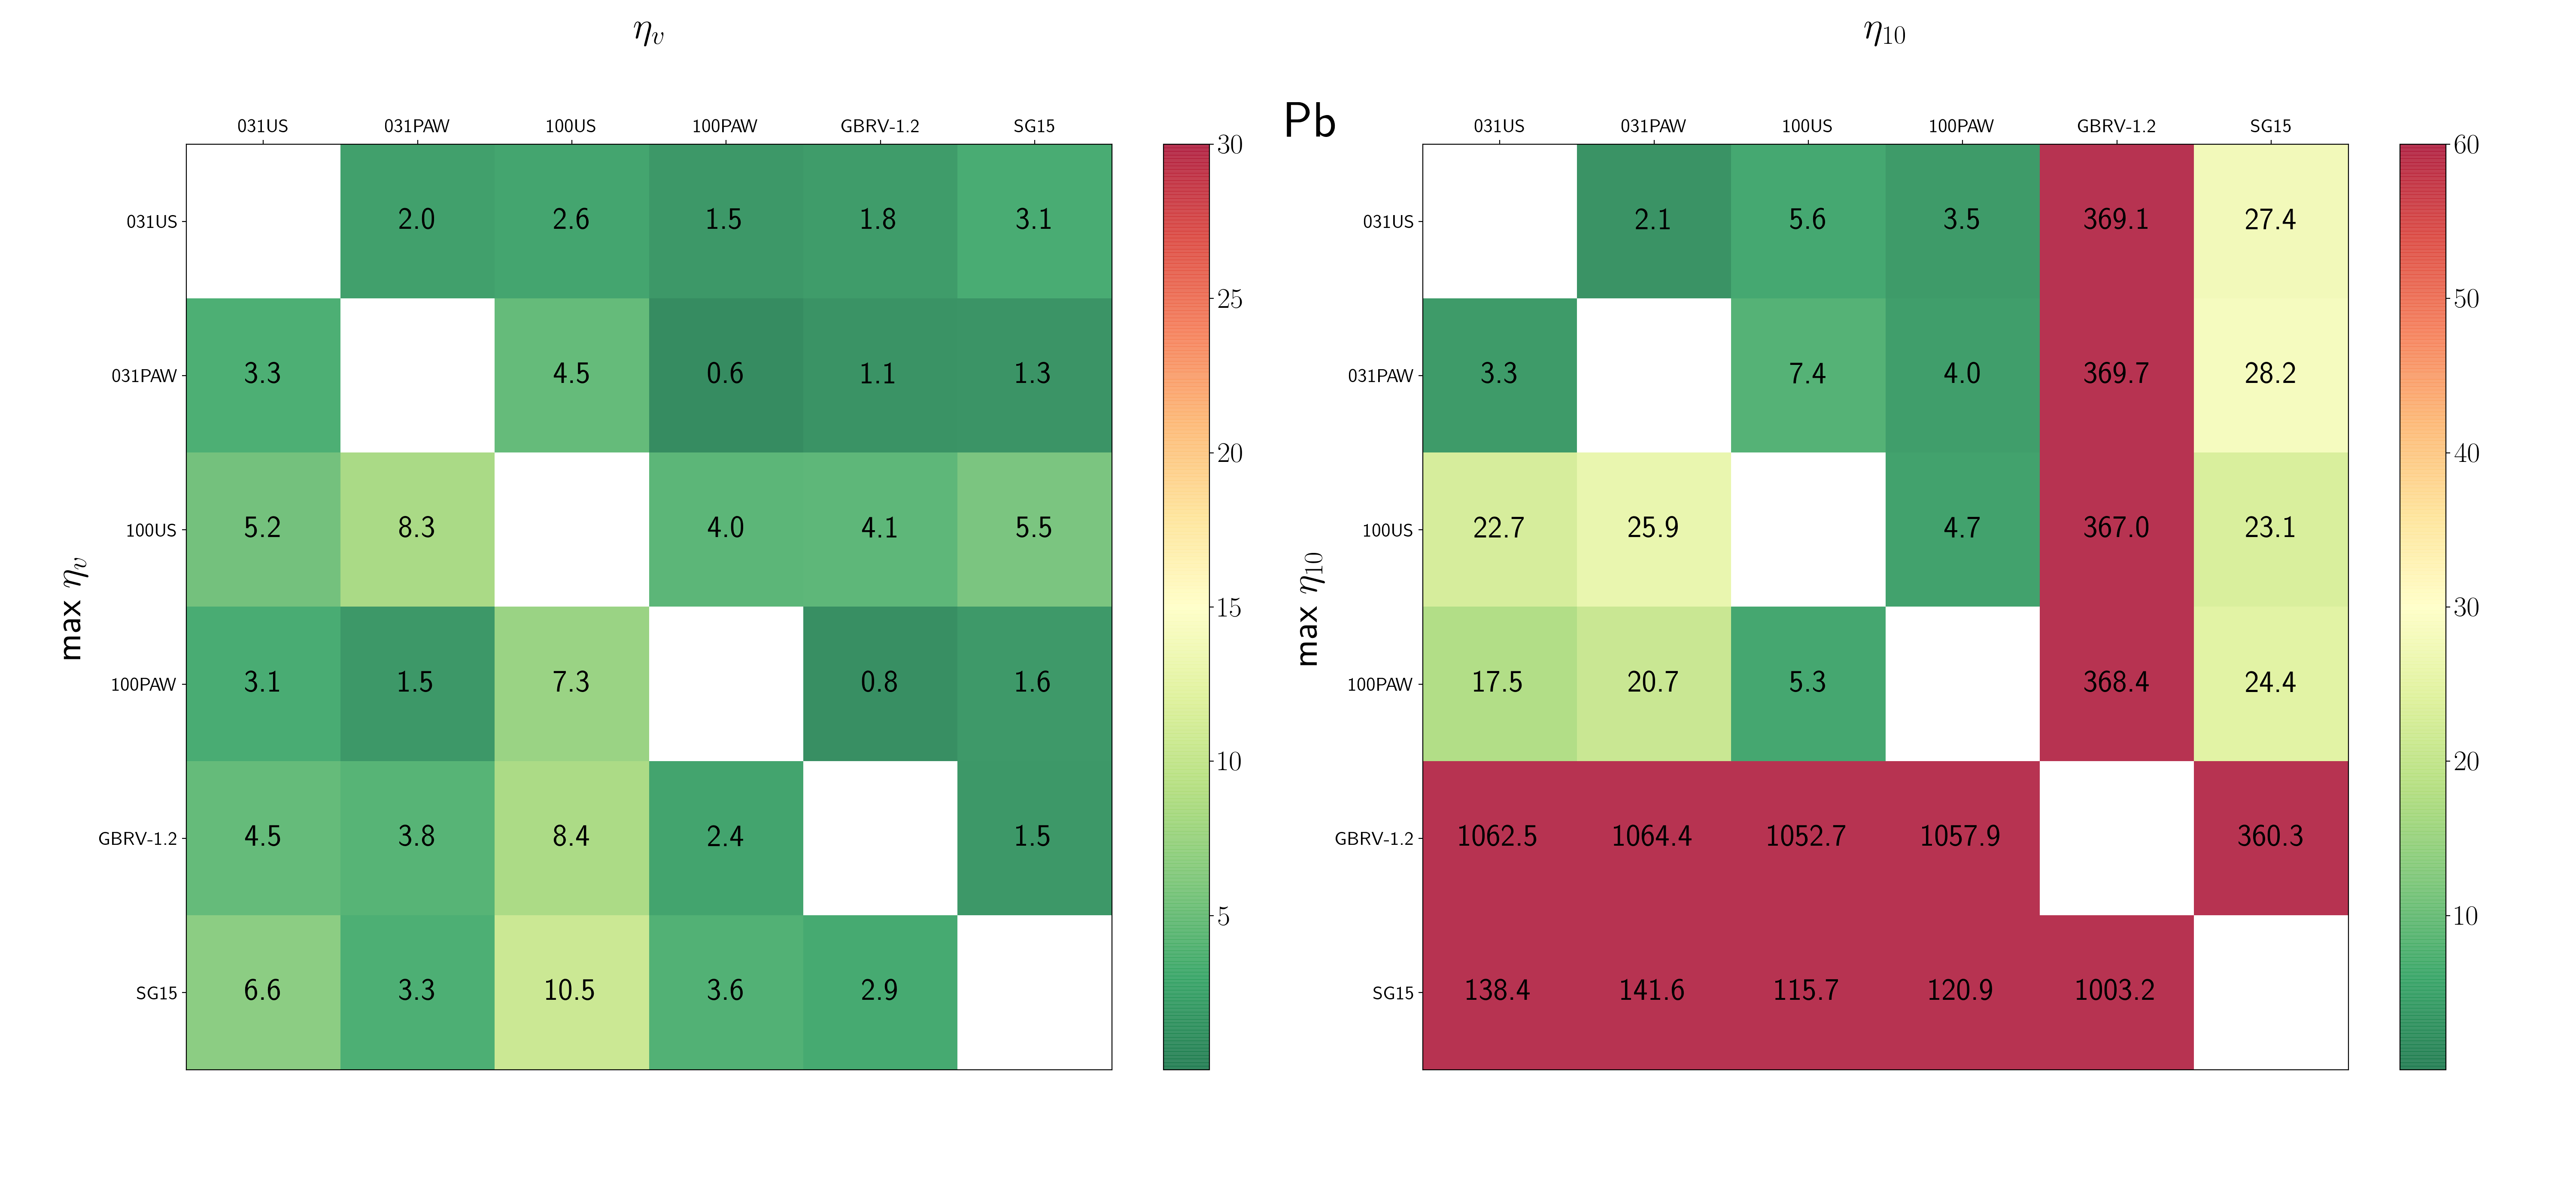 η_v
031US 031PAW 100US 100PAW GBRV-1.2 SG15
max η_v
031US 2.0 2.6 1.5 1.8 3.1
031PAW 3.3 4.5 0.6 1.1 1.3
100US 5.2 8.3 4.0 4.1 5.5
100PAW 3.1 1.5 7.3 0.8 1.6
GBRV-1.2 4.5 3.8 8.4 2.4 1.5
SG15 6.6 3.3 10.5 3.6 2.9
30
25
20
15
10
5
Pb
η_10
031US 031PAW 100US 100PAW GBRV-1.2 SG15
max η_10
031US 2.1 5.6 3.5 369.1 27.4
031PAW 3.3 7.4 4.0 369.7 28.2
100US 22.7 25.9 4.7 367.0 23.1
100PAW 17.5 20.7 5.3 368.4 24.4
GBRV-1.2 1062.5 1064.4 1052.7 1057.9 360.3
SG15 138.4 141.6 115.7 120.9 1003.2
60
50
40
30
20
10